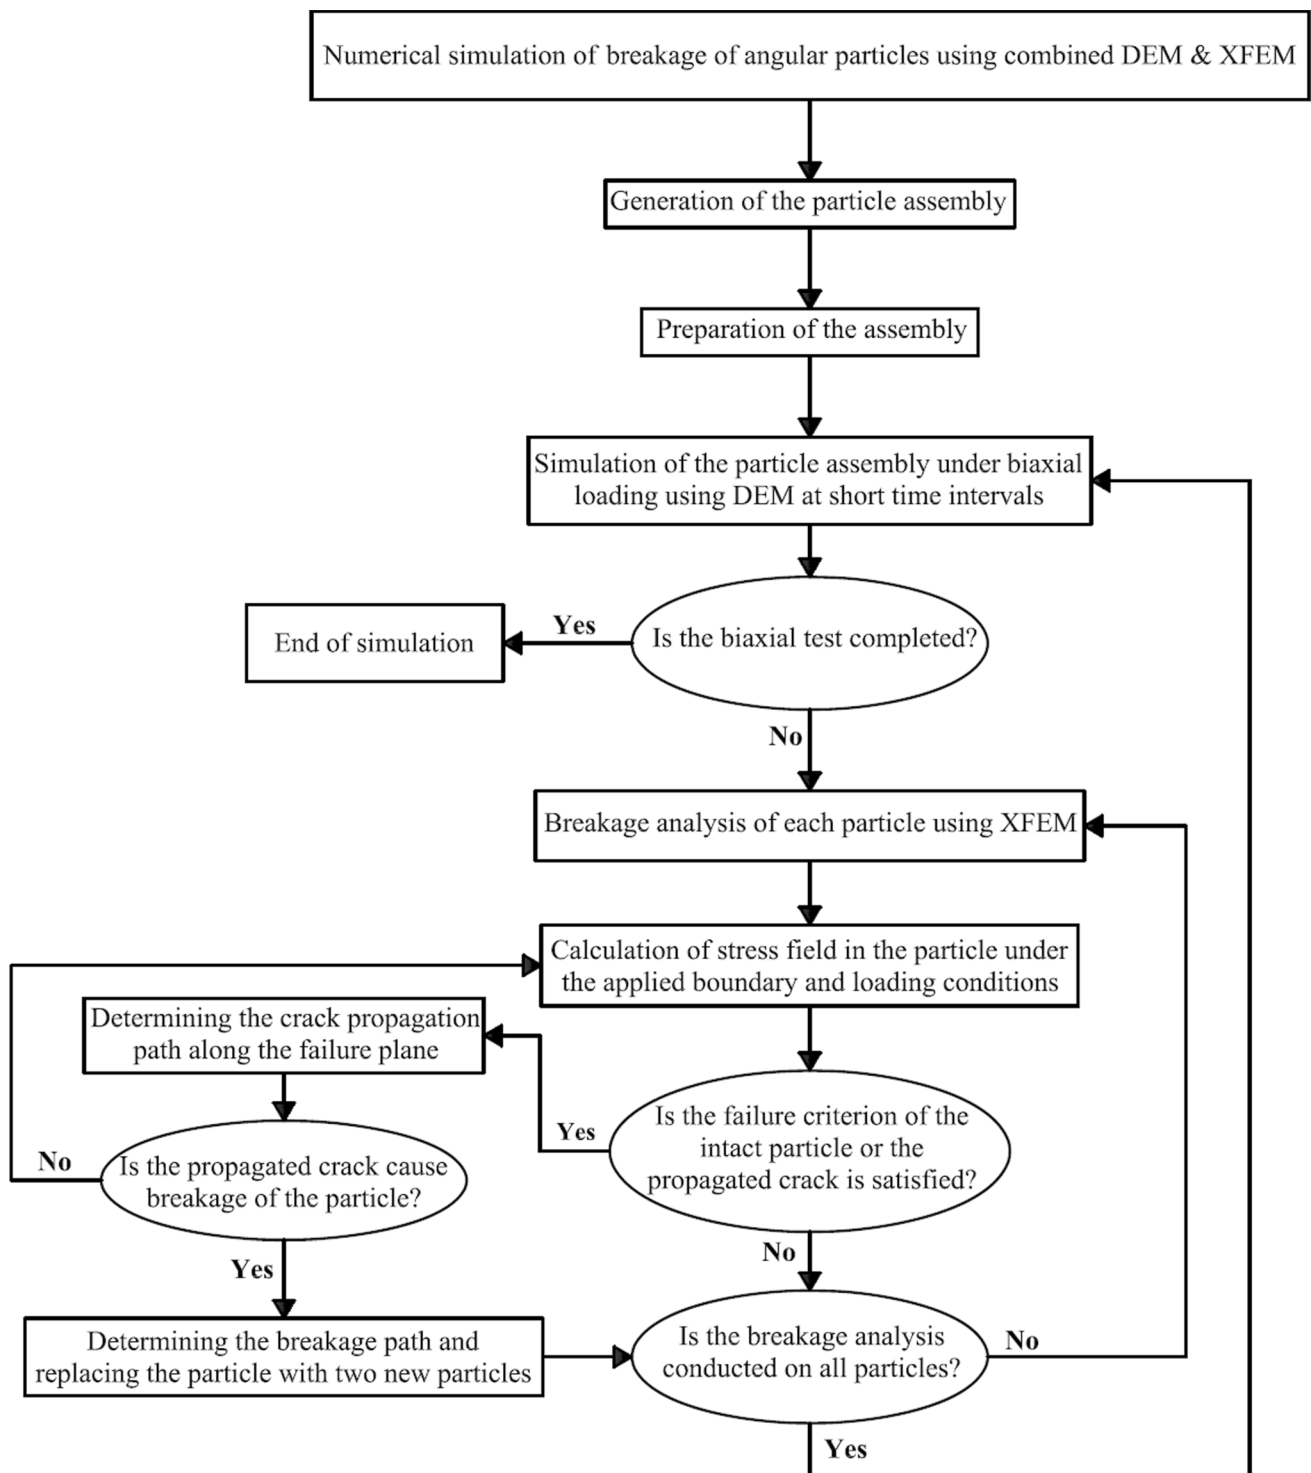 Numerical simulation of breakage of angular particles using combined DEM & XFEM
Generation of the particle assembly
Preparation of the assembly
Simulation of the particle assembly under biaxial
loading using DEM at short time intervals
Is the biaxial test completed?
Yes
End of simulation
No
Breakage analysis of each particle using XFEM
Calculation of stress field in the particle under
the applied boundary and loading conditions
Is the failure criterion of the
intact particle or the
propagated crack is satisfied?
Yes
Determining the crack propagation
path along the failure plane
Is the propagated crack cause
breakage of the particle?
No
Yes
Determining the breakage path and
replacing the particle with two new particles
No
Is the breakage analysis
conducted on all particles?
No
Yes